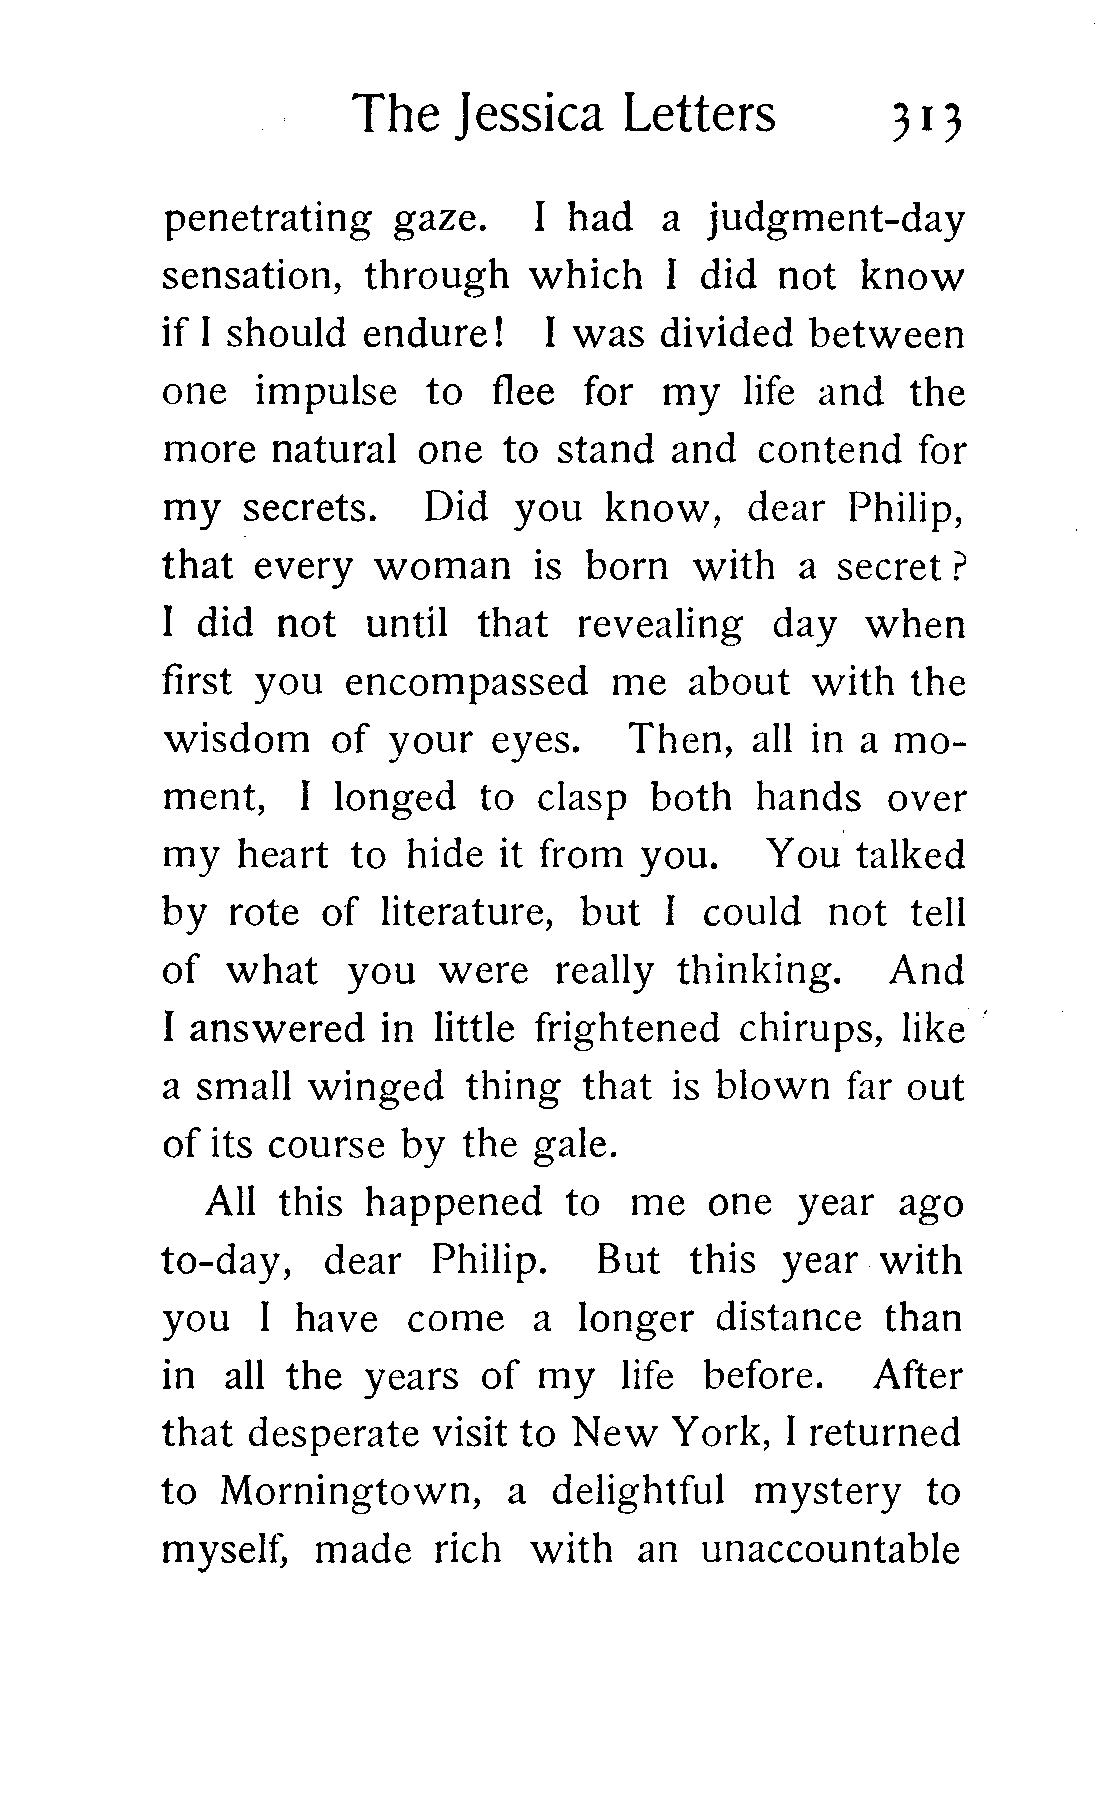 The Jessica Letters 313
penetrating gaze. I had a judgment-day
sensation, through which I did not know
if I should endure! I was divided between
one impulse to flee for my life and the
more natural one to stand and contend for
my secrets. Did you know, dear Philip,
that every woman is born with a secret?
I did not until that revealing day when
first you encompassed me about with the
wisdom of your eyes. Then, all in a mo-
ment, I longed to clasp both hands over
my heart to hide it from you. You talked
by rote of literature, but I could not tell
of what you were really thinking. And
I answered in little frightened chirups, like
a small winged thing that is blown far out
of its course by the gale.
All this happened to me one year ago
to-day, dear Philip. But this year with
you I have come a longer distance than
in all the years of my life before. After
that desperate visit to New York, I returned
to Morningtown, a delightful mystery to
myself, made rich with an unaccountable